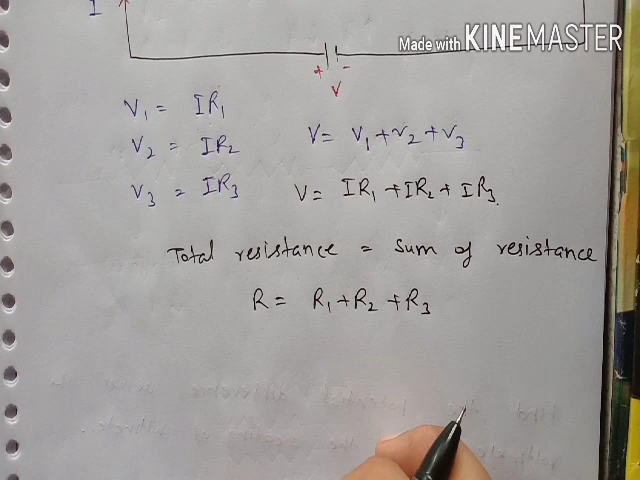 I
Made with KINEMASTER
+ -
V
V₁ = IR₁
V₂ = IR₂ V = V₁ + V₂ + V₃
V₃ = IR₃ V = IR₁ + IR₂ + IR₃.
Total resistance = Sum of resistance
R = R₁ + R₂ + R₃